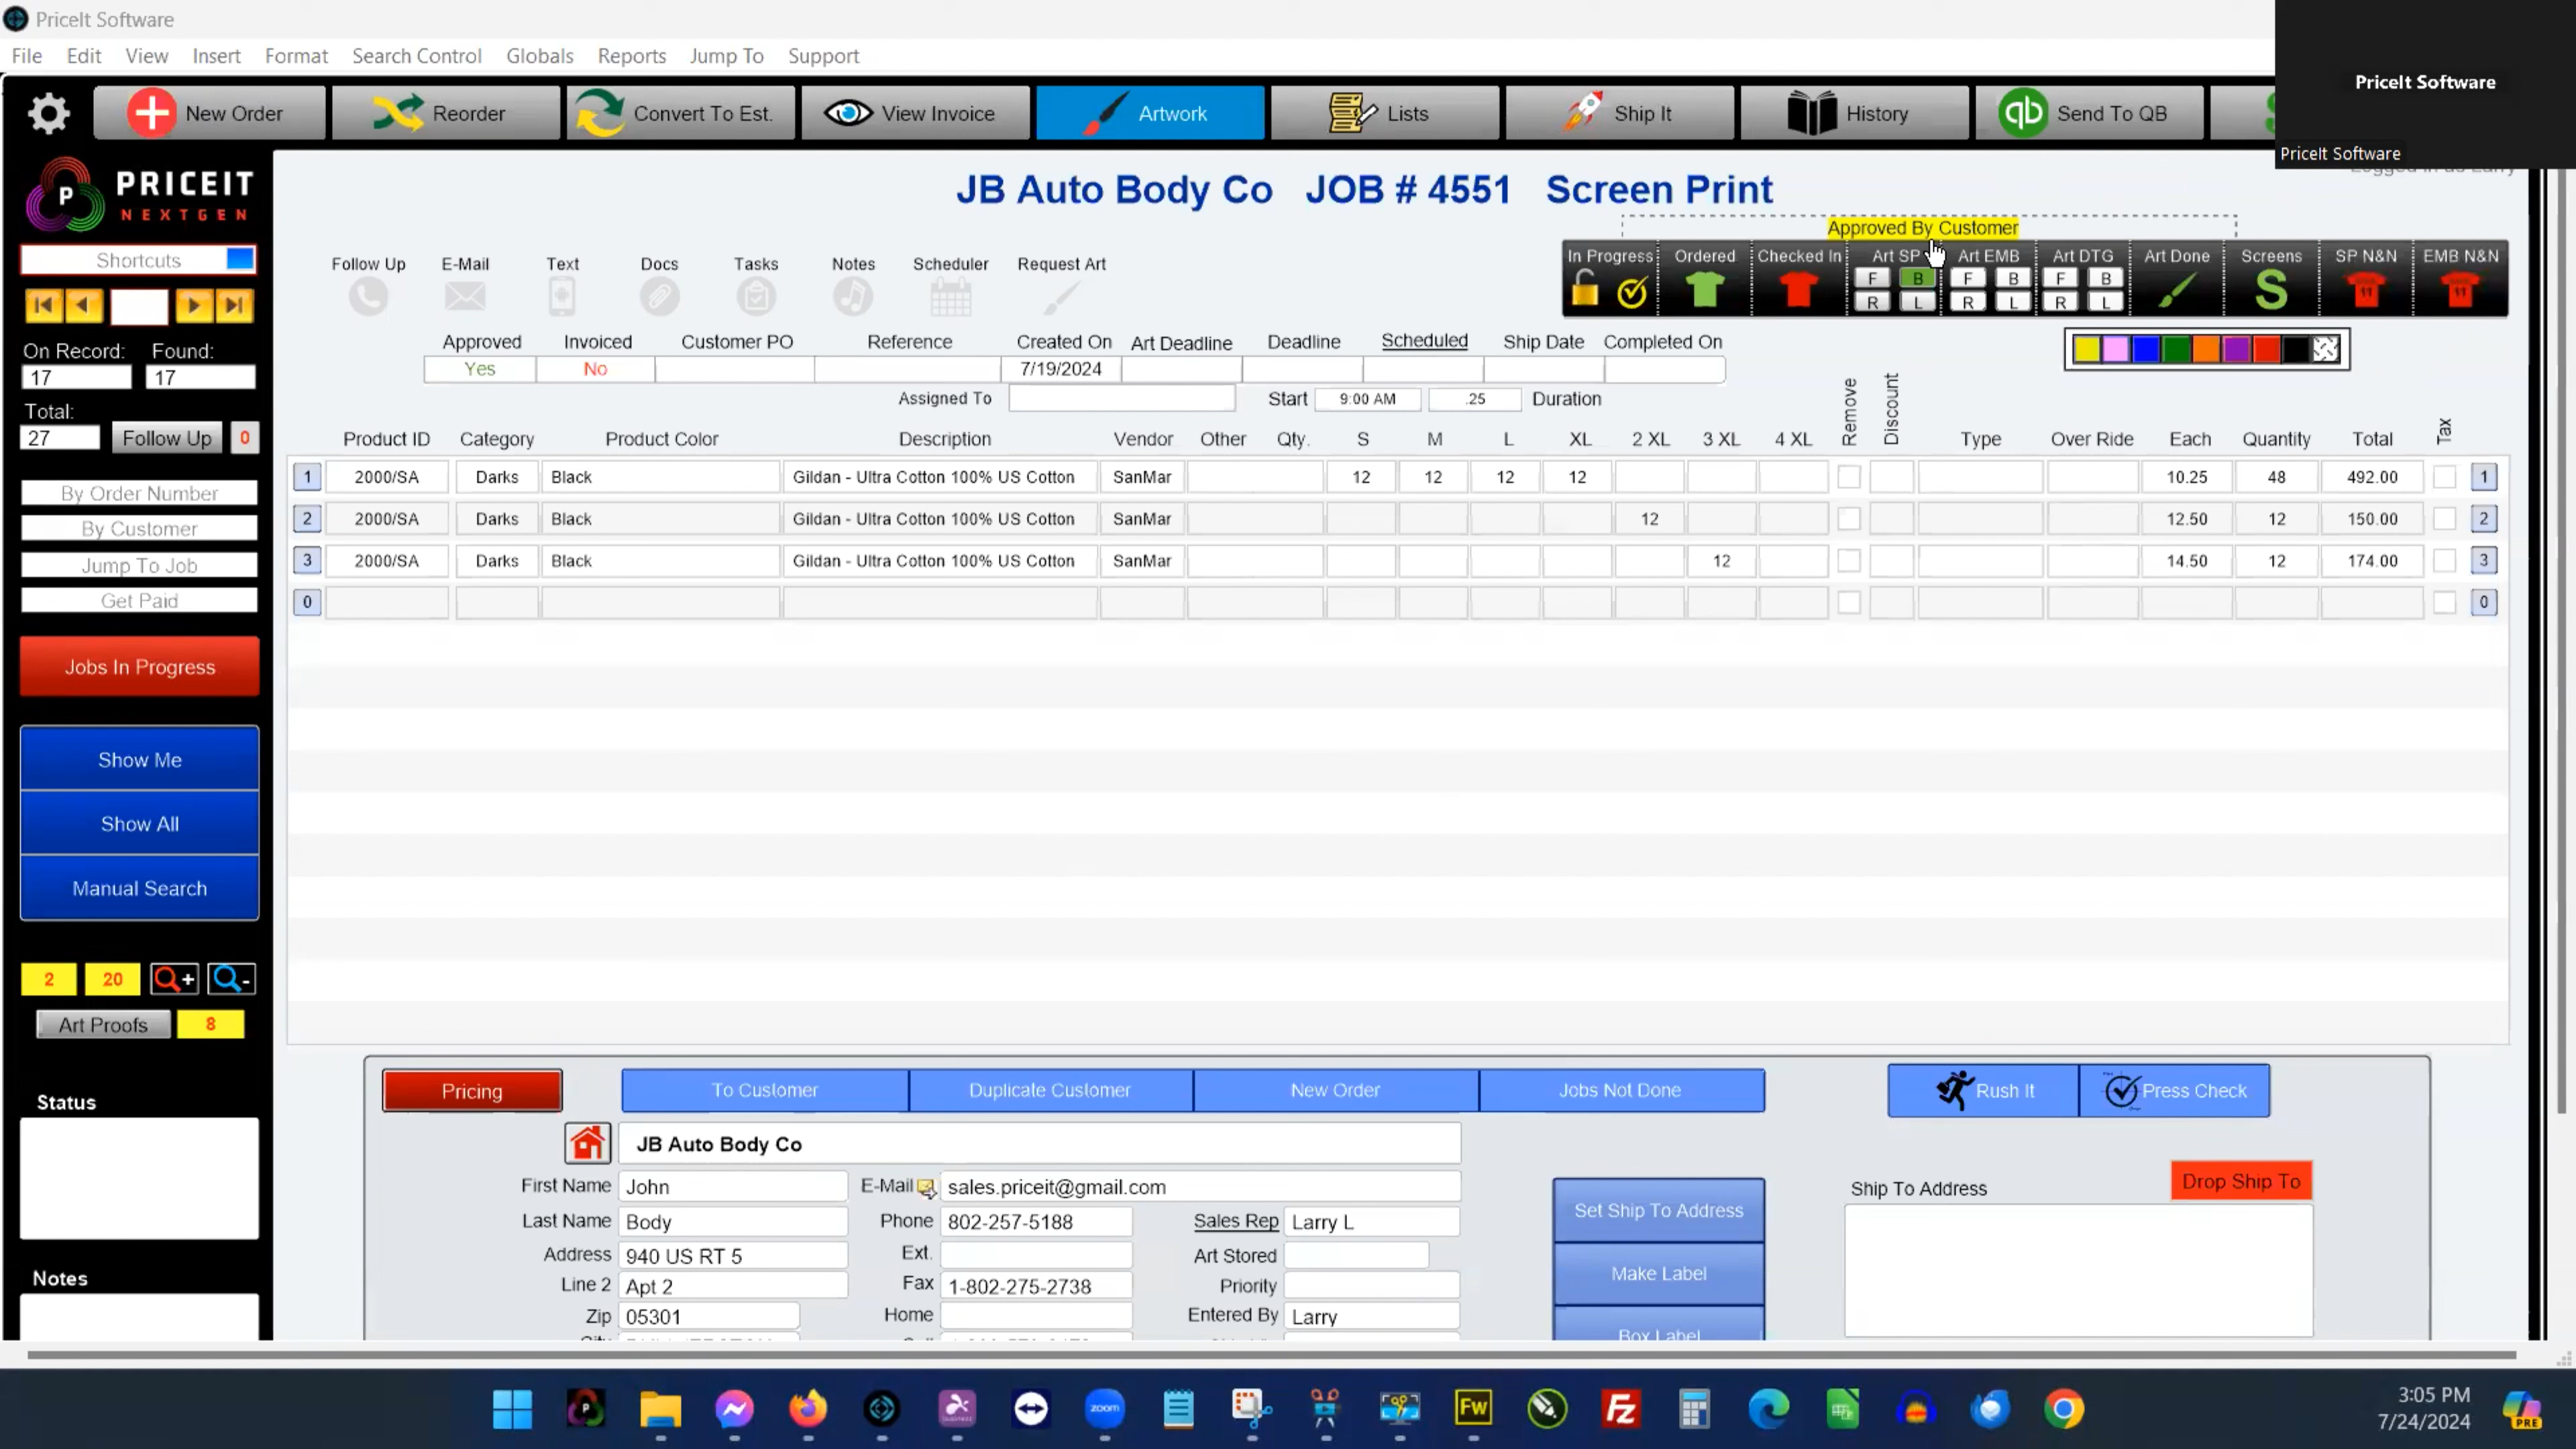 PriceIt Software
File Edit View Insert Format Search Control Globals Reports Jump To Support
PriceIt Software
PriceIt Software
New Order Reorder Convert To Est. View Invoice Artwork Lists Ship It History Send To QB
PRICEIT
NEXTGEN
JB Auto Body Co JOB # 4551 Screen Print
Approved By Customer
Shortcuts
Follow Up E-Mail Text Docs Tasks Notes Scheduler Request Art
In Progress Ordered Checked In Art SP Art EMB Art DTG Art Done Screens SP N&N EMB N&N
F B F B F B
R L R L R L
S
On Record: Found:
17 17
Approved Invoiced Customer PO Reference Created On Art Deadline Deadline Scheduled Ship Date Completed On
Yes No 7/19/2024
Assigned To Start 9:00 AM .25 Duration
Total:
27 Follow Up 0
Product ID Category Product Color Description Vendor Other Qty. S M L XL 2 XL 3 XL 4 XL Remove Discount Type Over Ride Each Quantity Total Tax
1 2000/SA Darks Black Gildan - Ultra Cotton 100% US Cotton SanMar 12 12 12 12 10.25 48 492.00 1
2 2000/SA Darks Black Gildan - Ultra Cotton 100% US Cotton SanMar 12 12.50 12 150.00 2
3 2000/SA Darks Black Gildan - Ultra Cotton 100% US Cotton SanMar 12 14.50 12 174.00 3
0 0
By Order Number
By Customer
Jump To Job
Get Paid
Jobs In Progress
Show Me
Show All
Manual Search
2 20 + -
Art Proofs 8
Status
Notes
Pricing To Customer Duplicate Customer New Order Jobs Not Done Rush It Press Check
JB Auto Body Co
First Name John E-Mail sales.priceit@gmail.com
Last Name Body Phone 802-257-5188 Sales Rep Larry L
Address 940 US RT 5 Ext. Art Stored
Line 2 Apt 2 Fax 1-802-275-2738 Priority
Zip 05301 Home Entered By Larry
Set Ship To Address
Make Label
Box Label
Ship To Address Drop Ship To
zoom
Fw
3:05 PM
7/24/2024
PRE